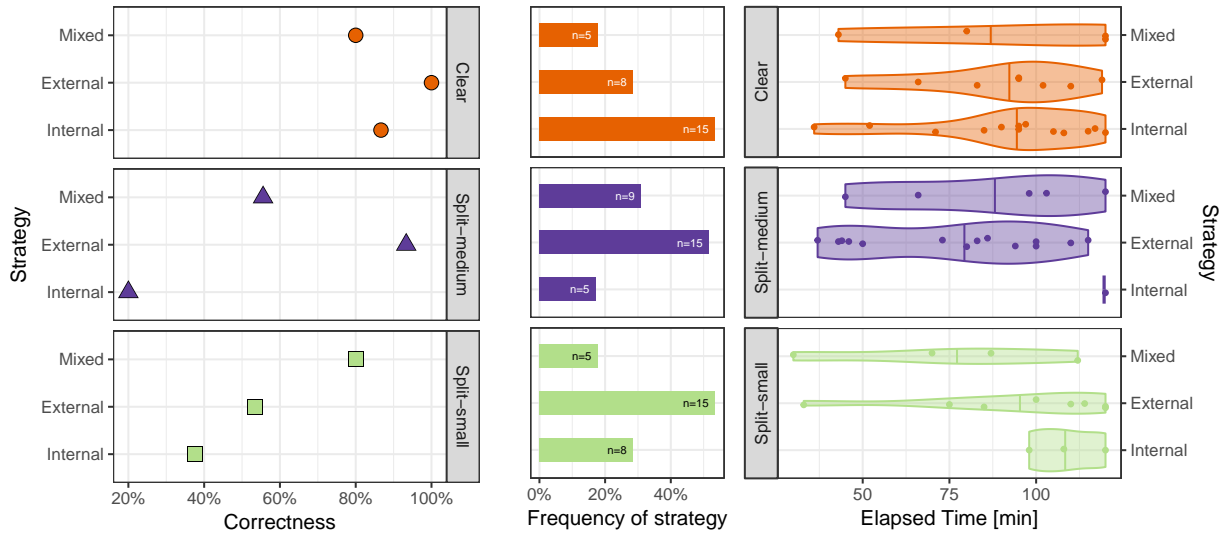 Strategy
Mixed
External
Internal
Clear
Mixed
External
Internal
Split−medium
Mixed
External
Internal
Split−small
20% 40% 60% 80% 100%
Correctness
n=5
n=8
n=15
n=9
n=15
n=5
n=5
n=15
n=8
0% 20% 40%
Frequency of strategy
Clear
Mixed
External
Internal
Split−medium
Mixed
External
Internal
Split−small
Mixed
External
Internal
50 75 100
Elapsed Time [min]
Strategy